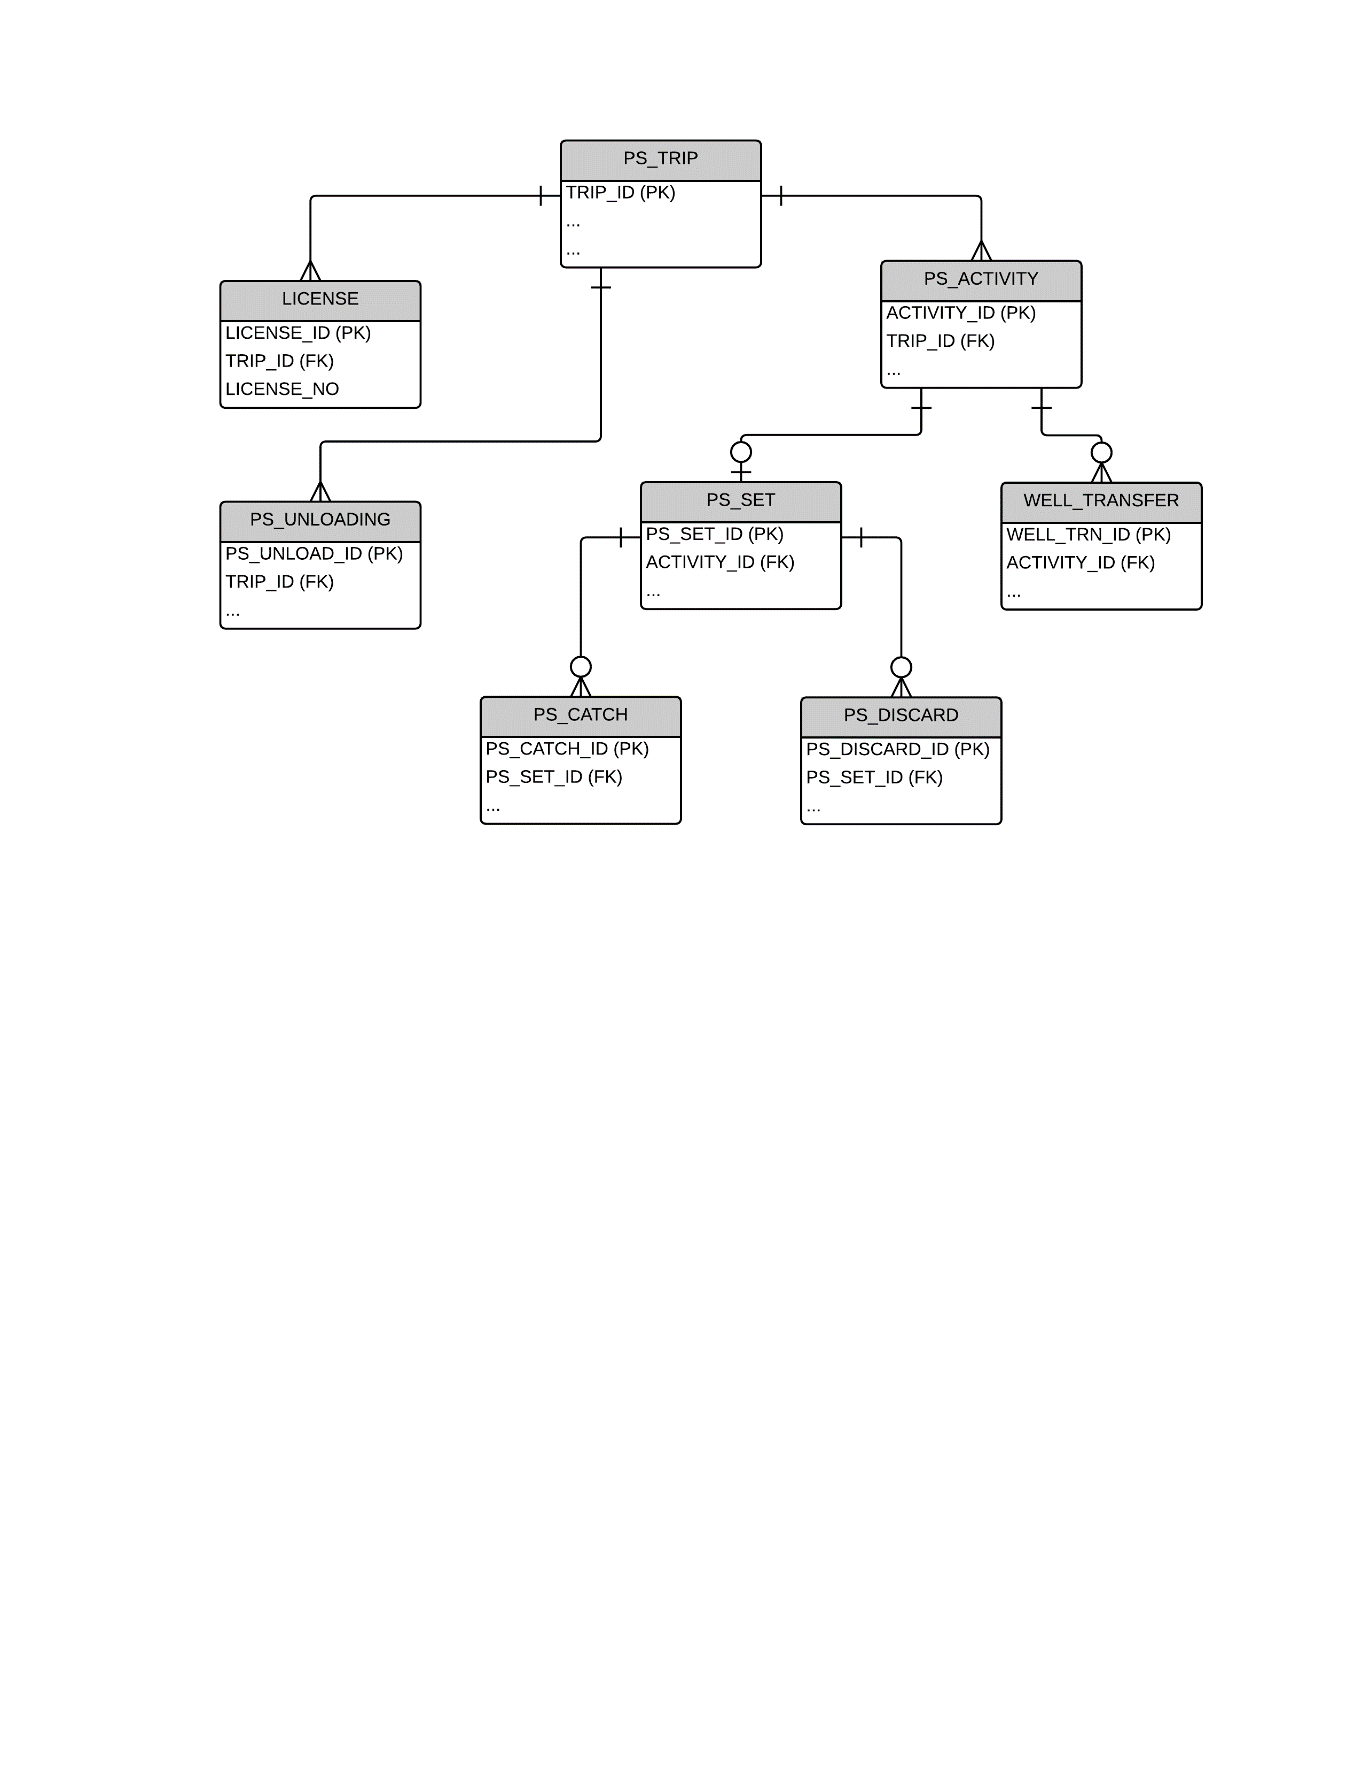 PS_TRIP
TRIP_ID (PK)
...
...
LICENSE
LICENSE_ID (PK)
TRIP_ID (FK)
LICENSE_NO
PS_ACTIVITY
ACTIVITY_ID (PK)
TRIP_ID (FK)
...
PS_UNLOADING
PS_UNLOAD_ID (PK)
TRIP_ID (FK)
...
PS_SET
PS_SET_ID (PK)
ACTIVITY_ID (FK)
...
WELL_TRANSFER
WELL_TRN_ID (PK)
ACTIVITY_ID (FK)
...
PS_CATCH
PS_CATCH_ID (PK)
PS_SET_ID (FK)
...
PS_DISCARD
PS_DISCARD_ID (PK)
PS_SET_ID (FK)
...